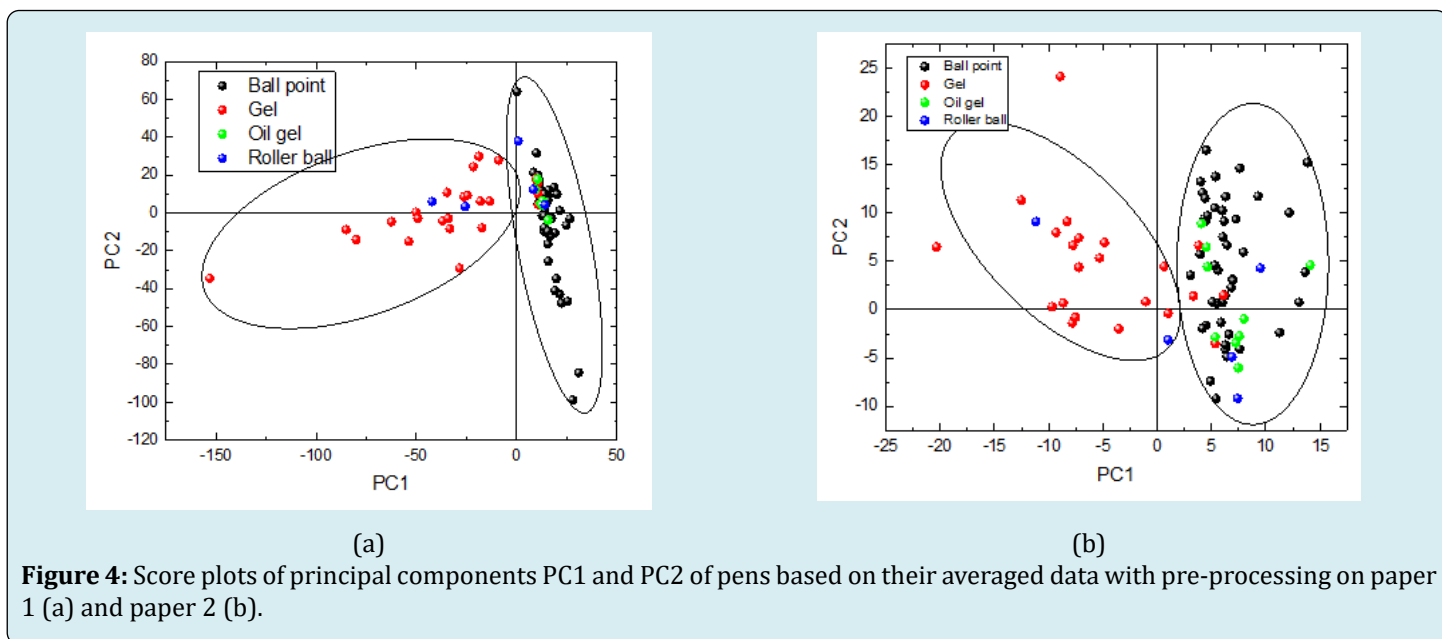 80
60
40
20
0
-20
-40
-60
-80
-100
-120
PC2
Ball point
Gel
Oil gel
Roller ball
-150
-100
-50
0
50
PC1
(a)
25
20
15
10
5
0
-5
-10
PC2
Ball point
Gel
Oil gel
Roller ball
-25
-20
-15
-10
-5
0
5
10
15
PC1
(b)
Figure 4: Score plots of principal components PC1 and PC2 of pens based on their averaged data with pre-processing on paper
1 (a) and paper 2 (b).